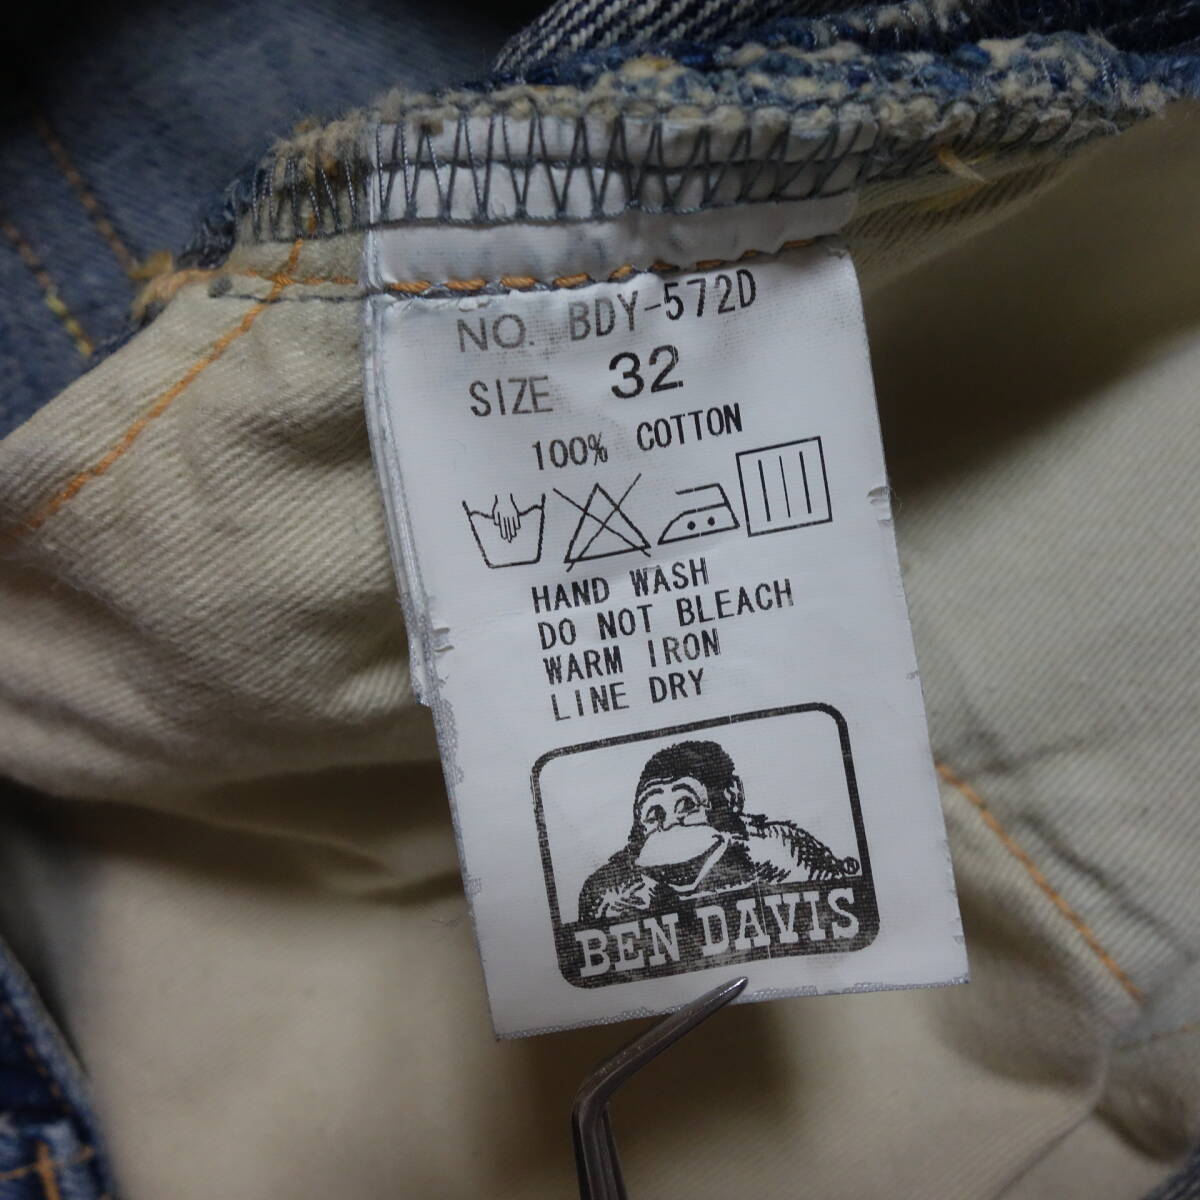 NO. BDY-572D
SIZE 32
100% COTTON
HAND WASH
DO NOT BLEACH
WARM IRON
LINE DRY
®
BEN DAVIS